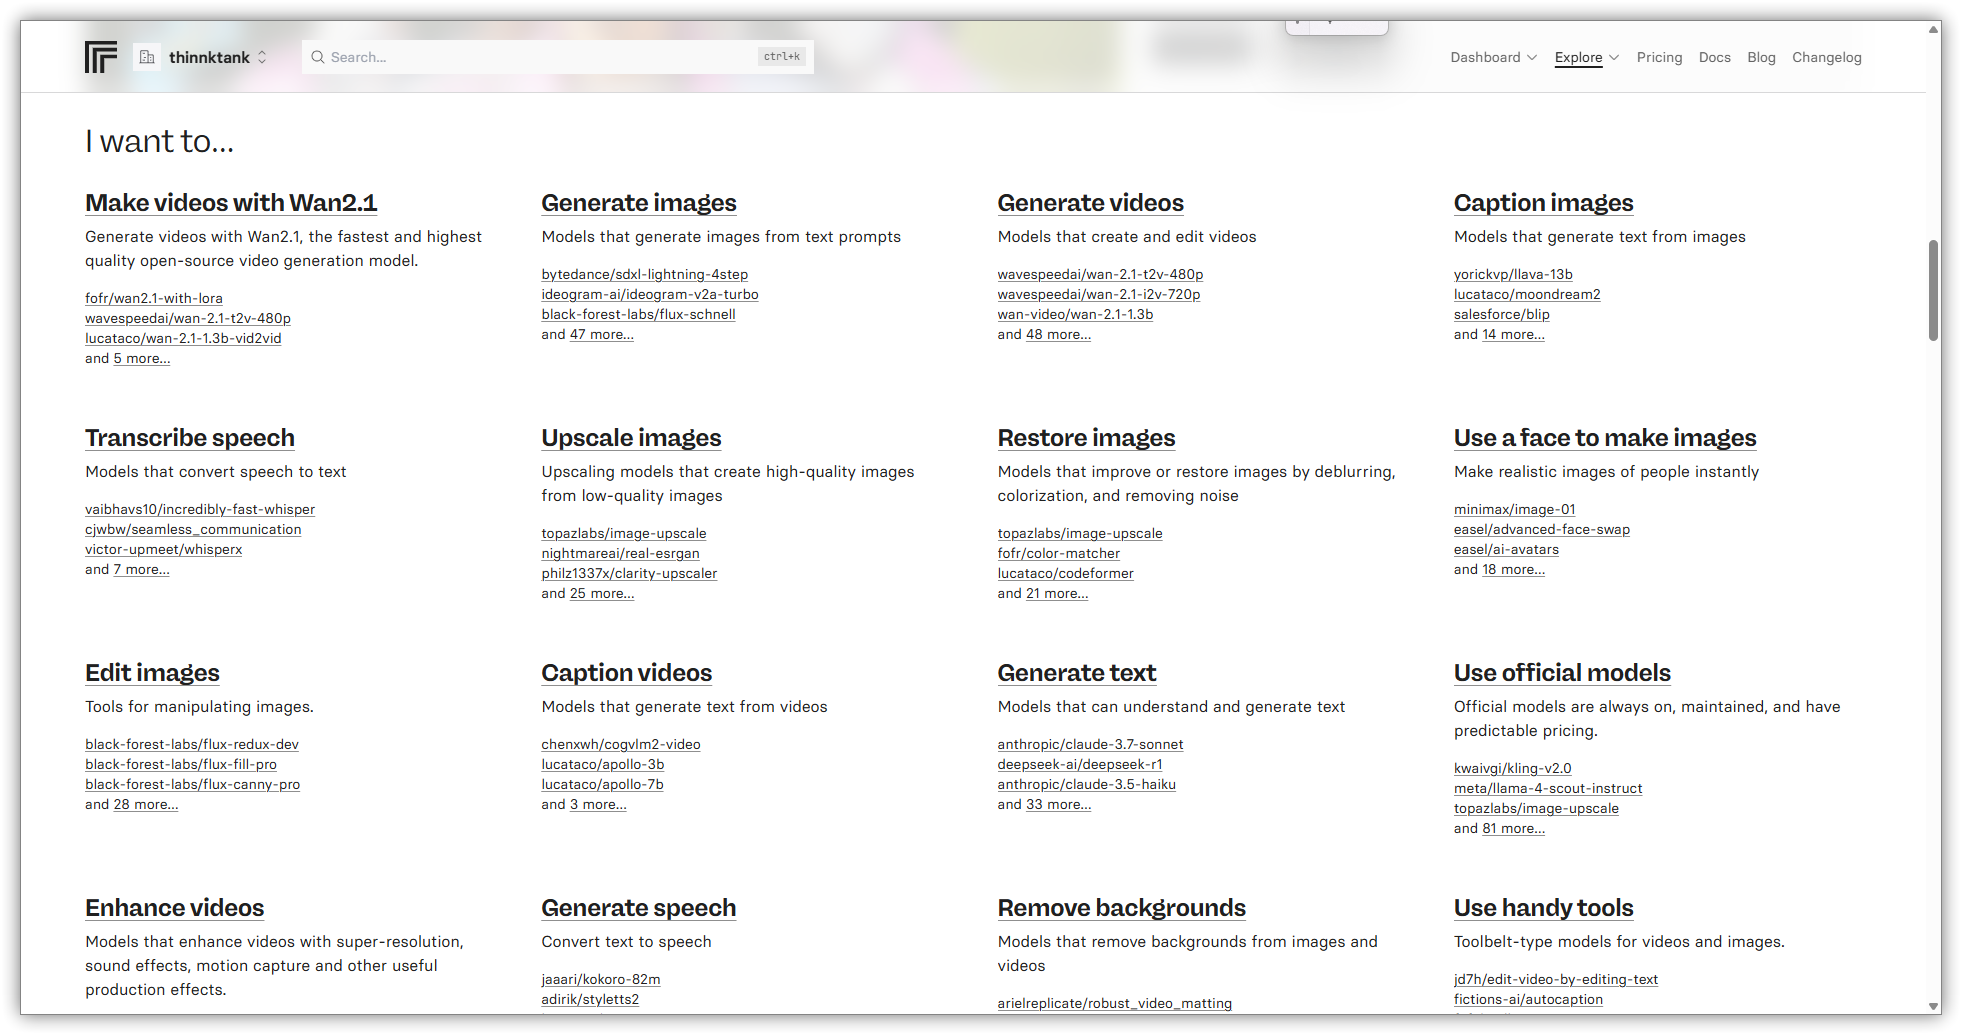 thinnktank
Search...
ctrl+k
Dashboard
Explore
Pricing
Docs
Blog
Changelog
I want to...
Make videos with Wan2.1
Generate videos with Wan2.1, the fastest and highest
quality open-source video generation model.
fofr/wan2.1-with-lora
wavespeedai/wan-2.1-t2v-480p
lucataco/wan-2.1-1.3b-vid2vid
and 5 more...
Generate images
Models that generate images from text prompts
bytedance/sdxl-lightning-4step
ideogram-ai/ideogram-v2a-turbo
black-forest-labs/flux-schnell
and 47 more...
Generate videos
Models that create and edit videos
wavespeedai/wan-2.1-t2v-480p
wavespeedai/wan-2.1-i2v-720p
wan-video/wan-2.1-1.3b
and 48 more...
Caption images
Models that generate text from images
yorickvp/llava-13b
lucataco/moondream2
salesforce/blip
and 14 more...
Transcribe speech
Models that convert speech to text
vaibhavs10/incredibly-fast-whisper
cjwbw/seamless_communication
victor-upmeet/whisperx
and 7 more...
Upscale images
Upscaling models that create high-quality images
from low-quality images
topazlabs/image-upscale
nightmareai/real-esrgan
philz1337x/clarity-upscaler
and 25 more...
Restore images
Models that improve or restore images by deblurring,
colorization, and removing noise
topazlabs/image-upscale
fofr/color-matcher
lucataco/codeformer
and 21 more...
Use a face to make images
Make realistic images of people instantly
minimax/image-01
easel/advanced-face-swap
easel/ai-avatars
and 18 more...
Edit images
Tools for manipulating images.
black-forest-labs/flux-redux-dev
black-forest-labs/flux-fill-pro
black-forest-labs/flux-canny-pro
and 28 more...
Caption videos
Models that generate text from videos
chenxwh/cogvlm2-video
lucataco/apollo-3b
lucataco/apollo-7b
and 3 more...
Generate text
Models that can understand and generate text
anthropic/claude-3.7-sonnet
deepseek-ai/deepseek-r1
anthropic/claude-3.5-haiku
and 33 more...
Use official models
Official models are always on, maintained, and have
predictable pricing.
kwaivgi/kling-v2.0
meta/llama-4-scout-instruct
topazlabs/image-upscale
and 81 more...
Enhance videos
Models that enhance videos with super-resolution,
sound effects, motion capture and other useful
production effects.
Generate speech
Convert text to speech
jaaari/kokoro-82m
adirik/styletts2
Remove backgrounds
Models that remove backgrounds from images and
videos
arielreplicate/robust_video_matting
Use handy tools
Toolbelt-type models for videos and images.
jd7h/edit-video-by-editing-text
fictions-ai/autocaption